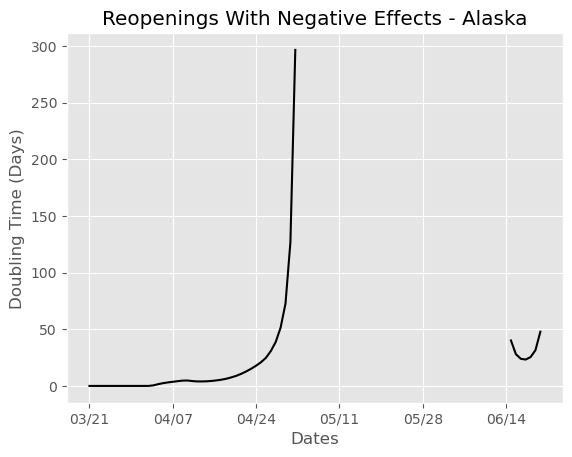 Reopenings With Negative Effects - Alaska
300
250
200
150
100
50
0
Doubling Time (Days)
03/21 04/07 04/24 05/11 05/28 06/14
Dates